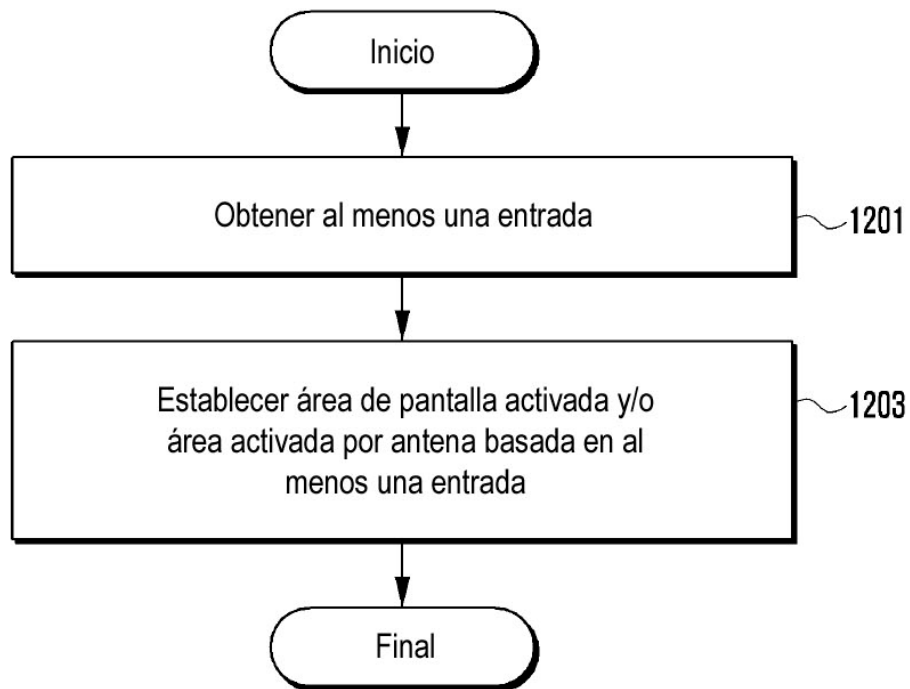 Inicio
Obtener al menos una entrada
1201
Establecer área de pantalla activada y/o
área activada por antena basada en al
menos una entrada
1203
Final